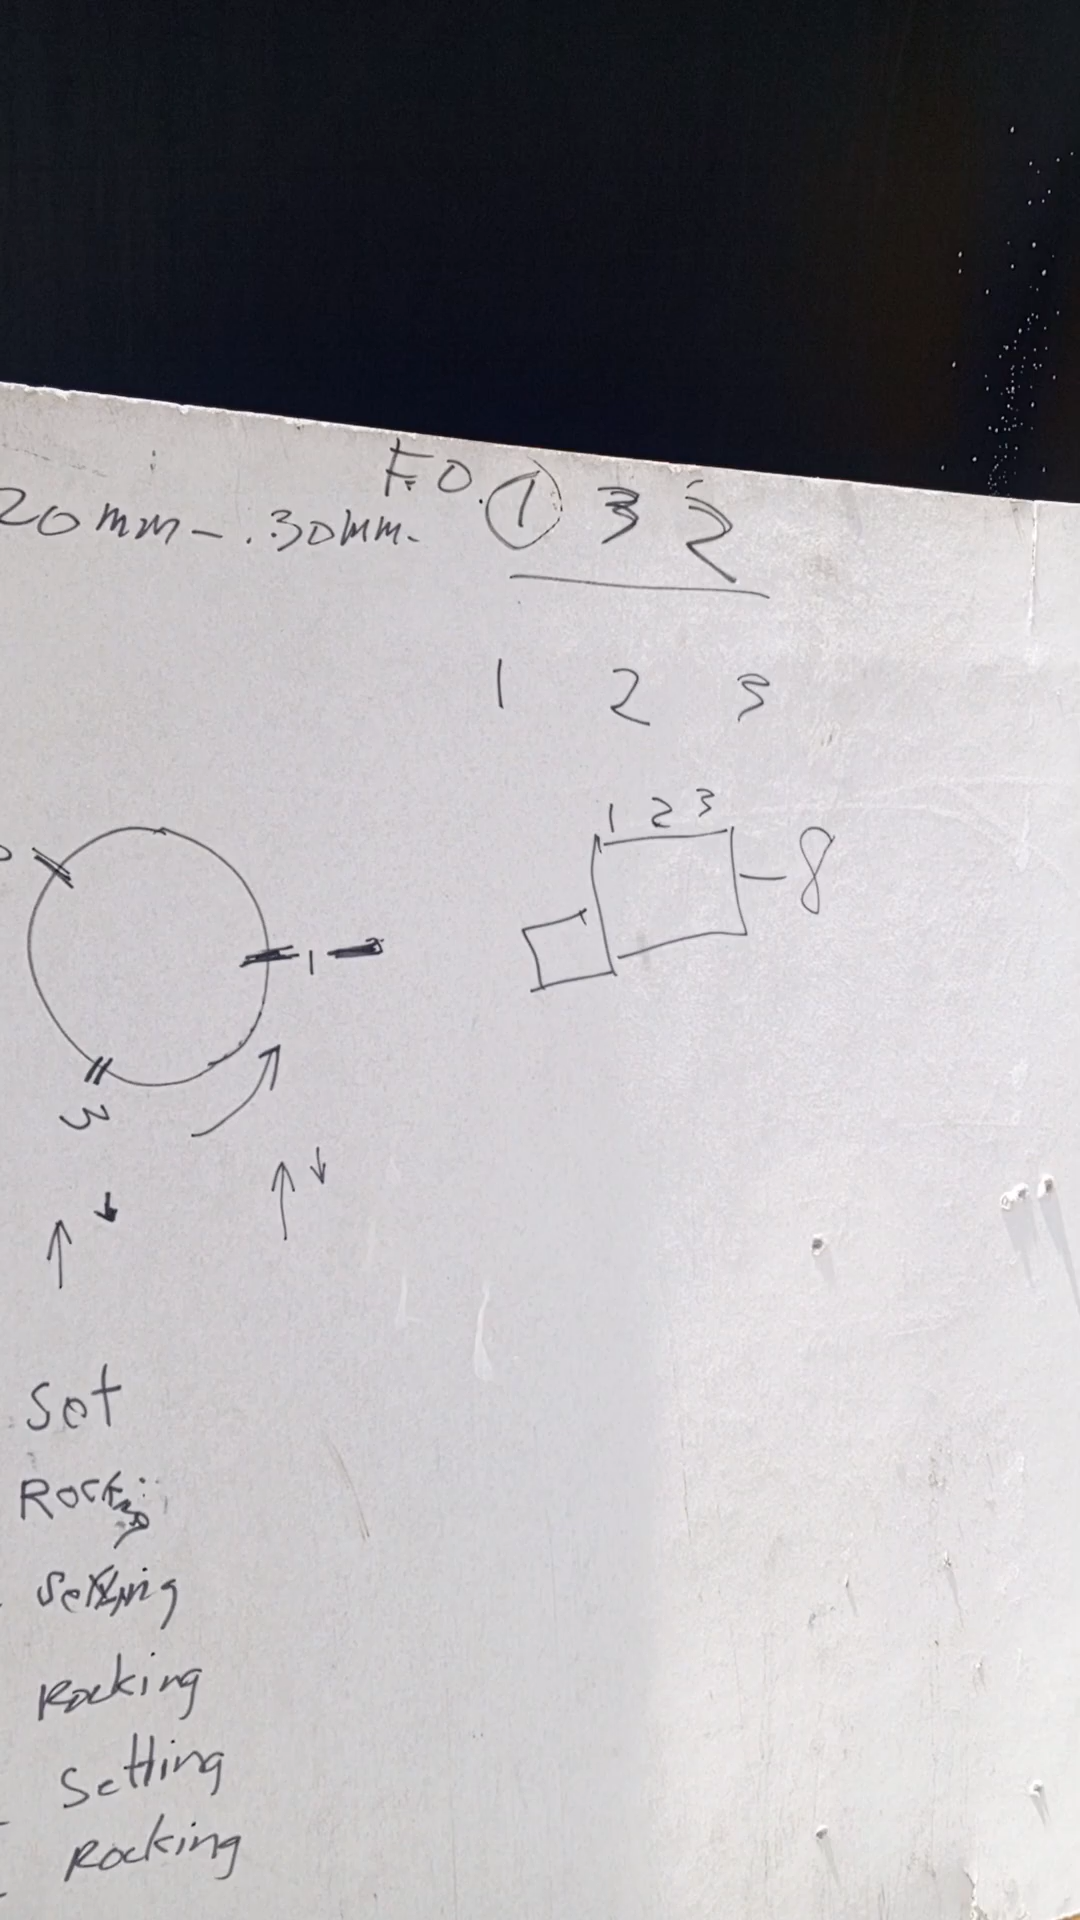 F.O. 1 3 2
20mm - .30mm.
1 2 3
1 2 3
8
1
3
Set
Rocking
Setting
Rocking
Setting
Rocking